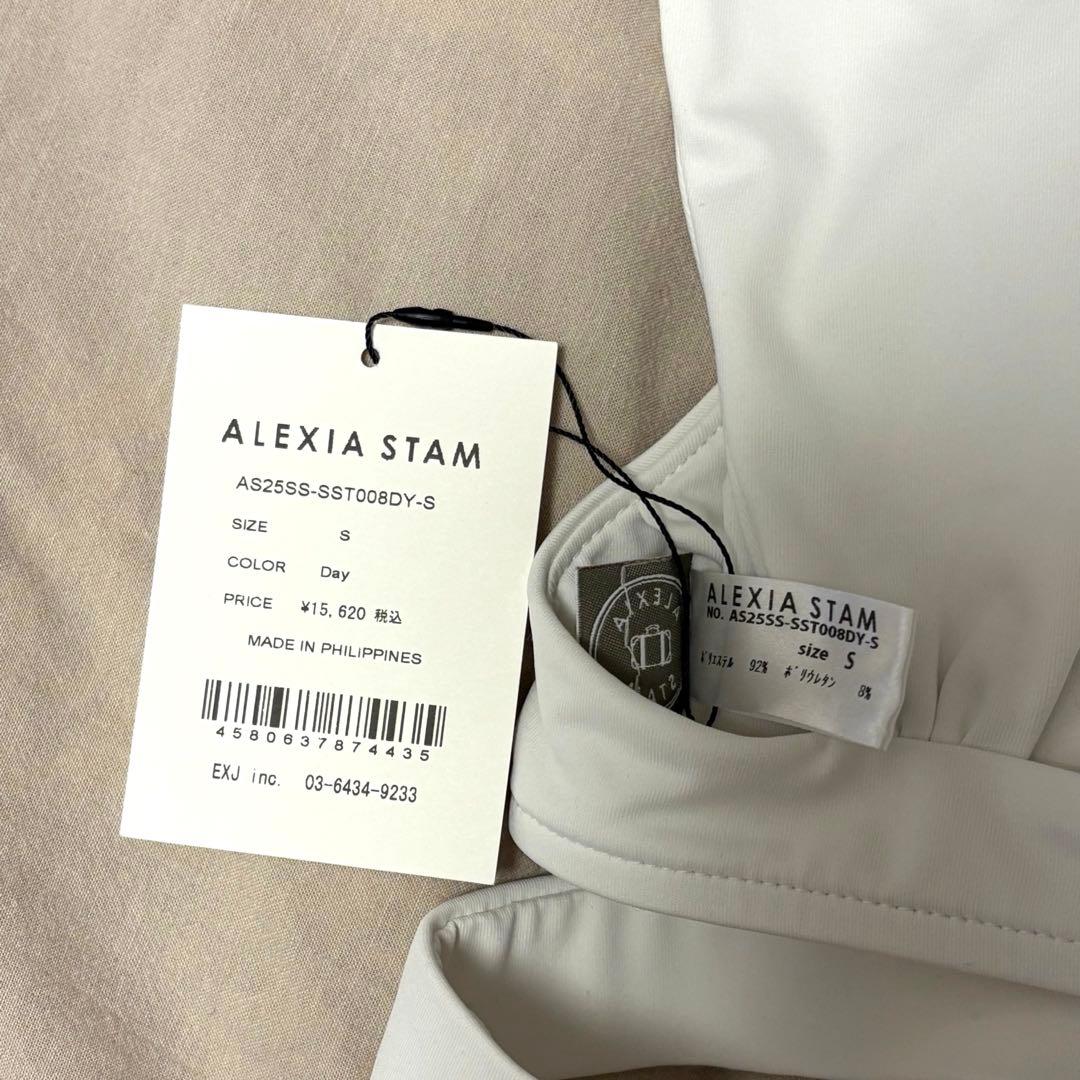 ALEXIA STAM
AS25SS-SST008DY-S
SIZE S
COLOR Day
PRICE ¥15,620 税込
MADE IN PHILIPPINES
4580637874435
EXJ inc. 03-6434-9233
ALEXIA STAM
NO. AS25SS-SST008DY-S
size S
ﾎﾟﾘｴｽﾃﾙ 92% ﾎﾟﾘｳﾚﾀﾝ 8%
ALEXIA
STA